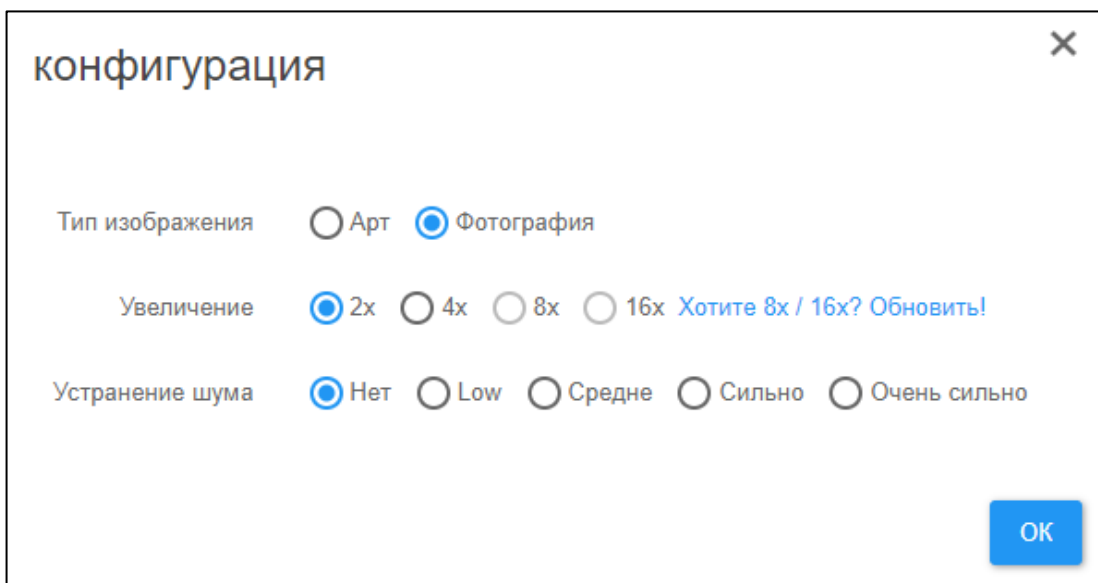 конфигурация
Тип изображения Арт Фотография
Увеличение 2x 4x 8x 16x Хотите 8x / 16x? Обновить!
Устранение шума Нет Low Средне Сильно Очень сильно
ОК